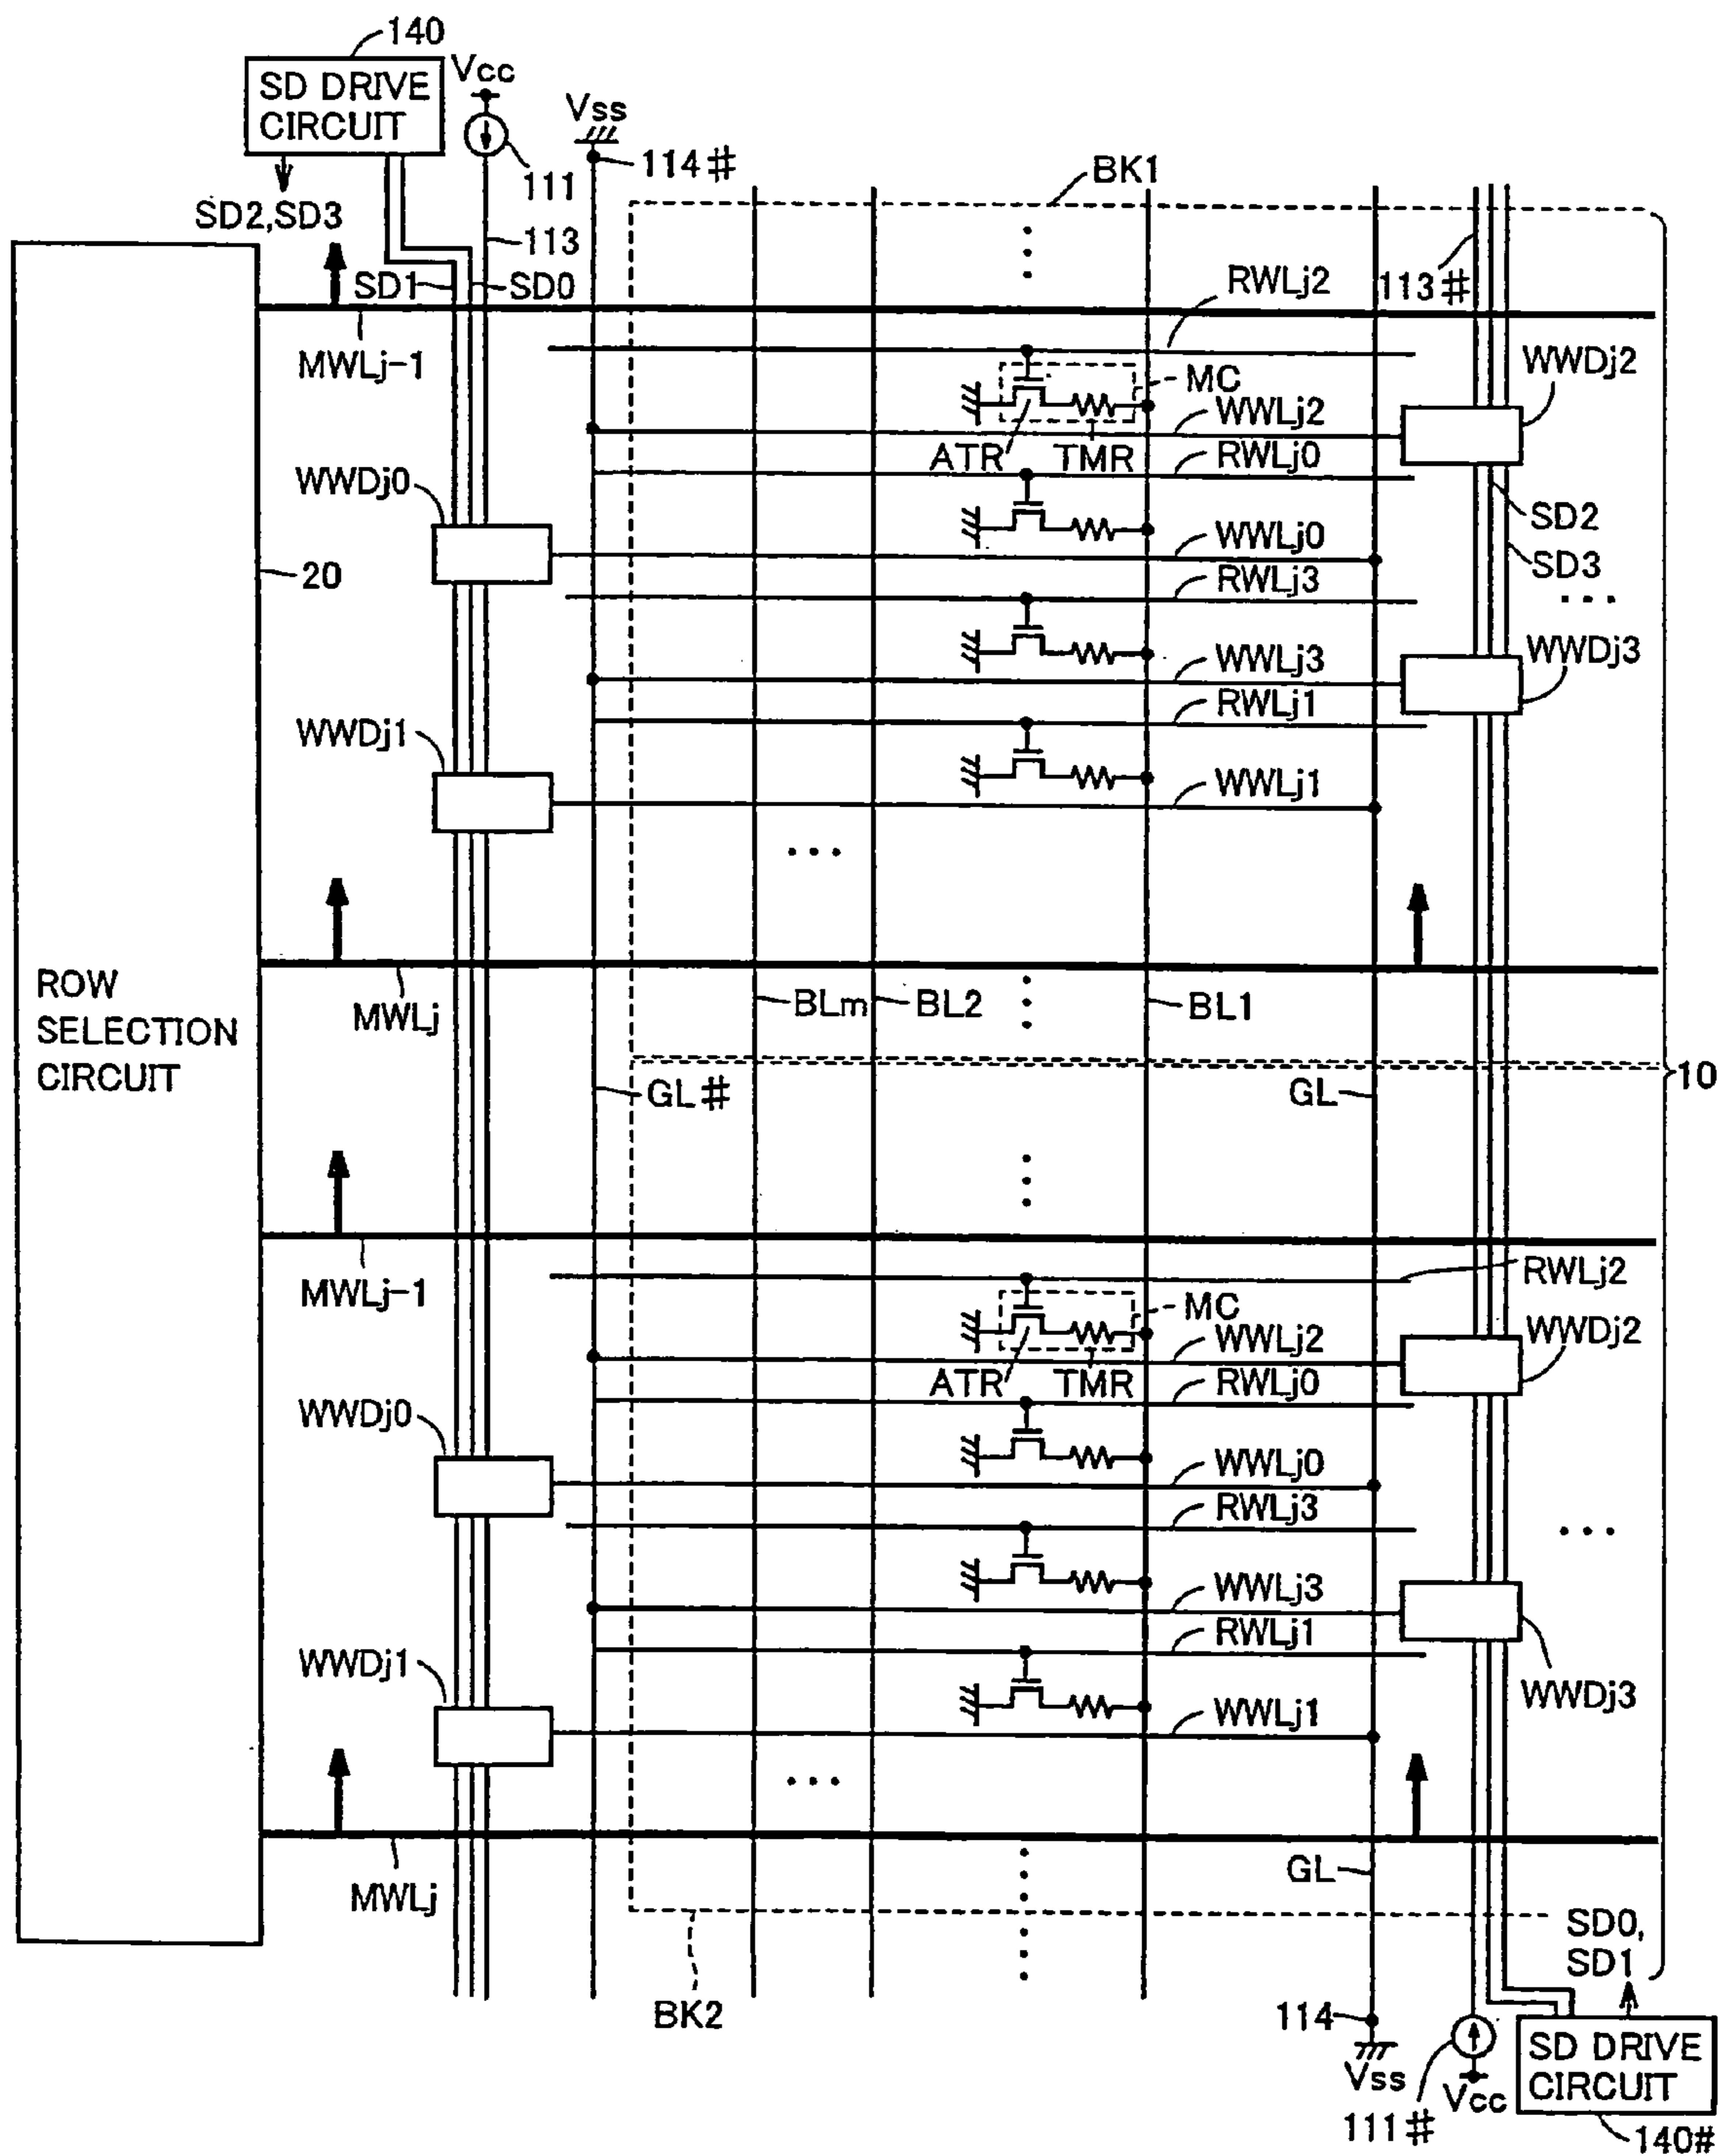 140
SD DRIVE
CIRCUIT
Vcc
Vss
111
114#
BK1
SD2,SD3
113
SD1
SD0
RWLj2
113#
MWLj-1
MC
WWDj2
WWLj2
ATR
TMR
RWLj0
WWDj0
SD2
WWLj0
SD3
20
RWLj3
...
WWLj3
WWDj3
RWLj1
WWDj1
WWLj1
...
ROW
SELECTION
CIRCUIT
MWLj
BLm
BL2
BL1
GL#
GL
10
MWLj-1
RWLj2
MC
WWDj2
WWLj2
ATR
TMR
RWLj0
WWDj0
WWLj0
RWLj3
...
WWLj3
RWLj1
WWDj1
WWDj3
WWLj1
...
MWLj
GL
SD0,
SD1
BK2
114
Vss
Vcc
111#
SD DRIVE
CIRCUIT
140#